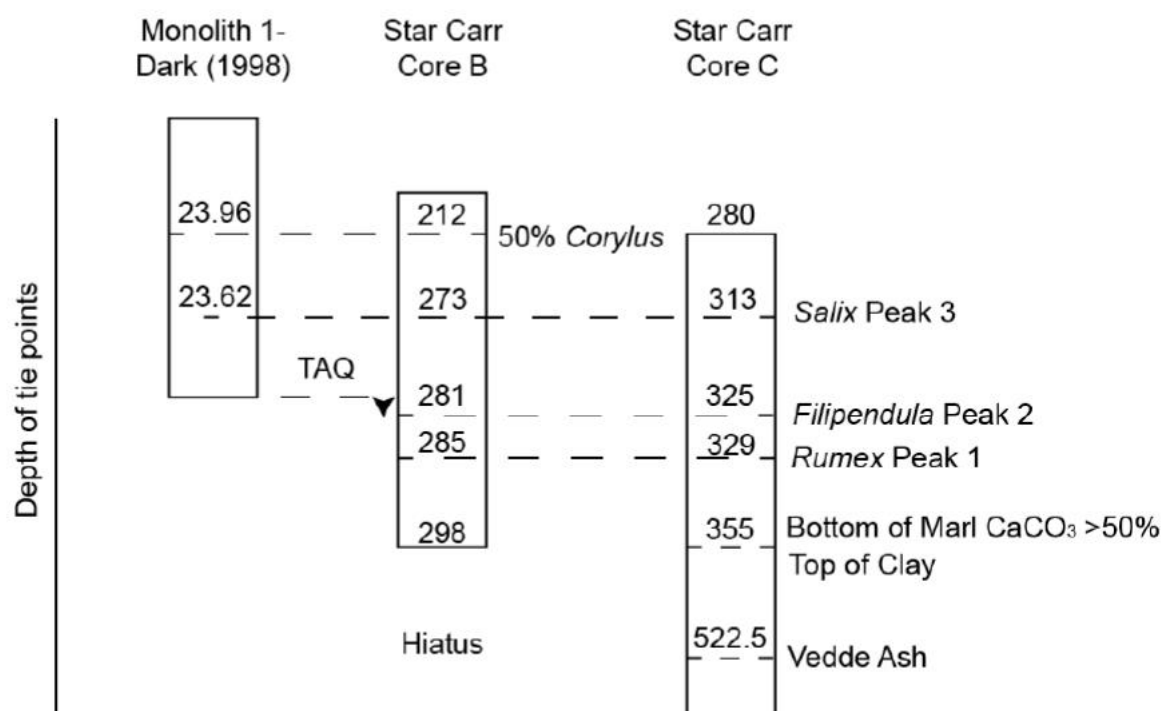 Monolith 1-
Dark (1998)
Star Carr
Core B
Star Carr
Core C
Depth of tie points
23.96
212
50% Corylus
280
23.62
273
313
Salix Peak 3
TAQ
281
325
Filipendula Peak 2
285
329
Rumex Peak 1
298
355
Bottom of Marl CaCO₃ >50%
Top of Clay
Hiatus
522.5
Vedde Ash